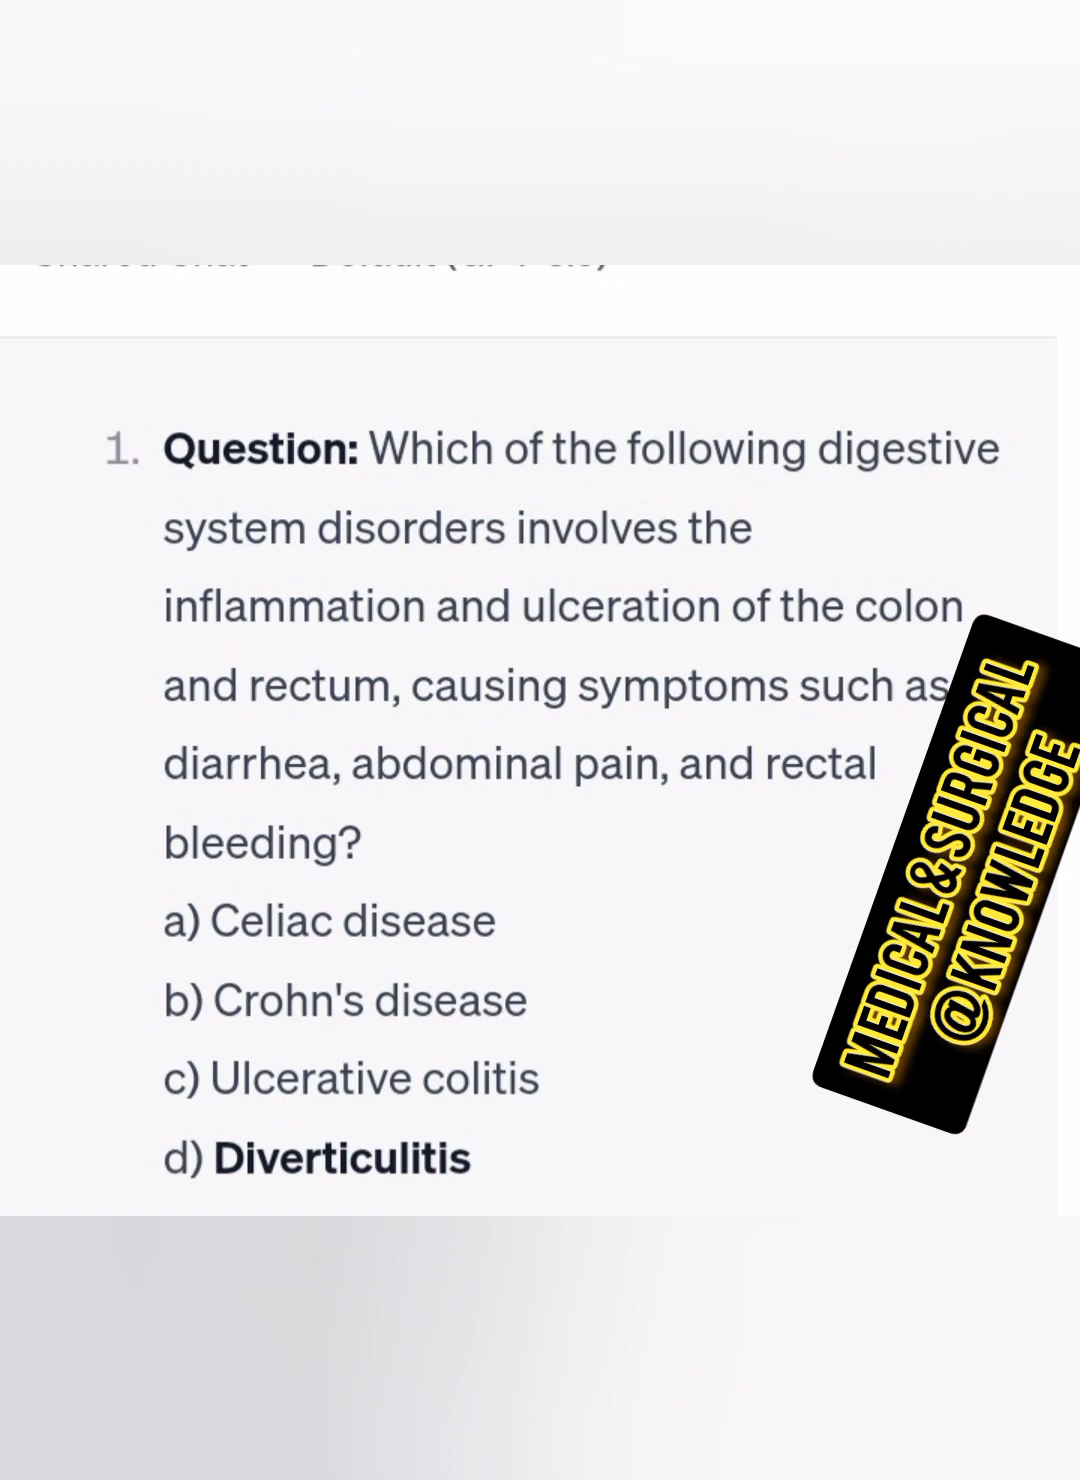 1. Question: Which of the following digestive
system disorders involves the
inflammation and ulceration of the colon
and rectum, causing symptoms such as
diarrhea, abdominal pain, and rectal
bleeding?
a) Celiac disease
b) Crohn's disease
c) Ulcerative colitis
d) Diverticulitis
MEDICAL & SURGICAL
@KNOWLEDGE